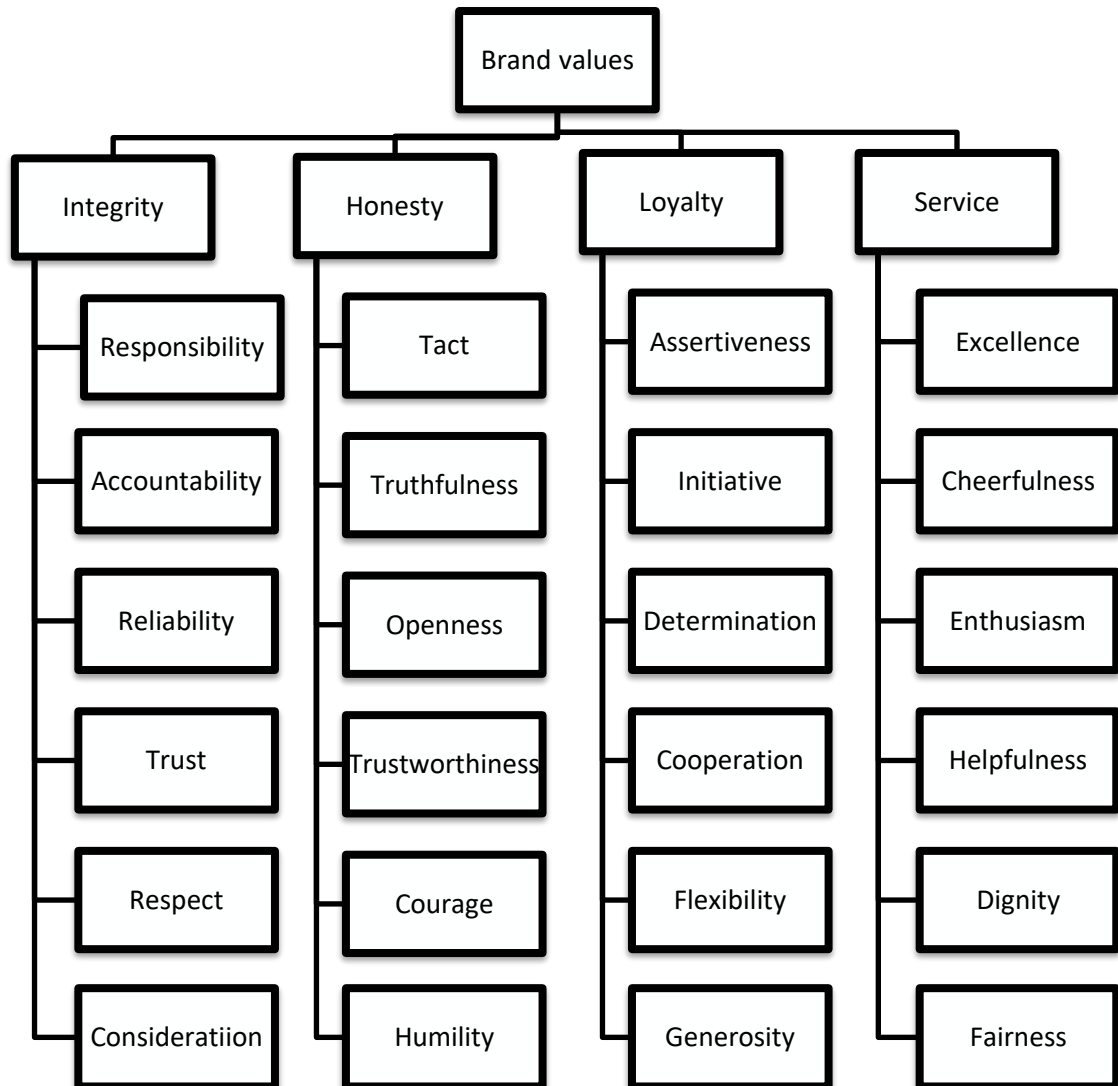 Brand values
Integrity
Honesty
Loyalty
Service
Responsibility
Tact
Assertiveness
Excellence
Accountability
Truthfulness
Initiative
Cheerfulness
Reliability
Openness
Determination
Enthusiasm
Trust
Trustworthiness
Cooperation
Helpfulness
Respect
Courage
Flexibility
Dignity
Consideratiion
Humility
Generosity
Fairness